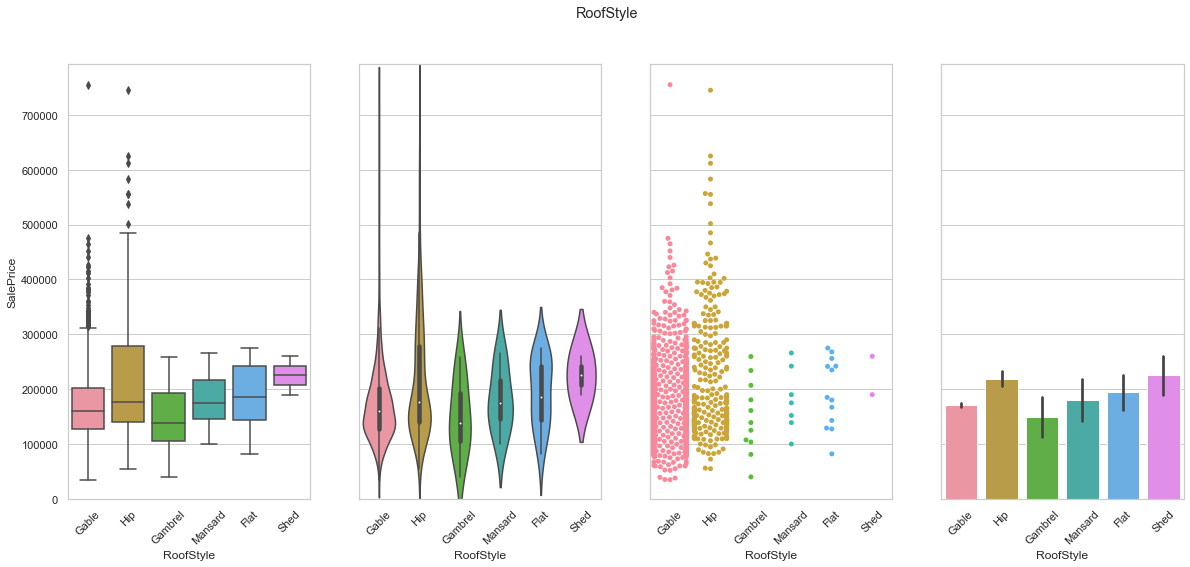 RoofStyle
SalePrice
700000
600000
500000
400000
300000
200000
100000
0
Gable Hip Gambrel Mansard Flat Shed
RoofStyle
Gable Hip Gambrel Mansard Flat Shed
RoofStyle
Gable Hip Gambrel Mansard Flat Shed
RoofStyle
Gable Hip Gambrel Mansard Flat Shed
RoofStyle